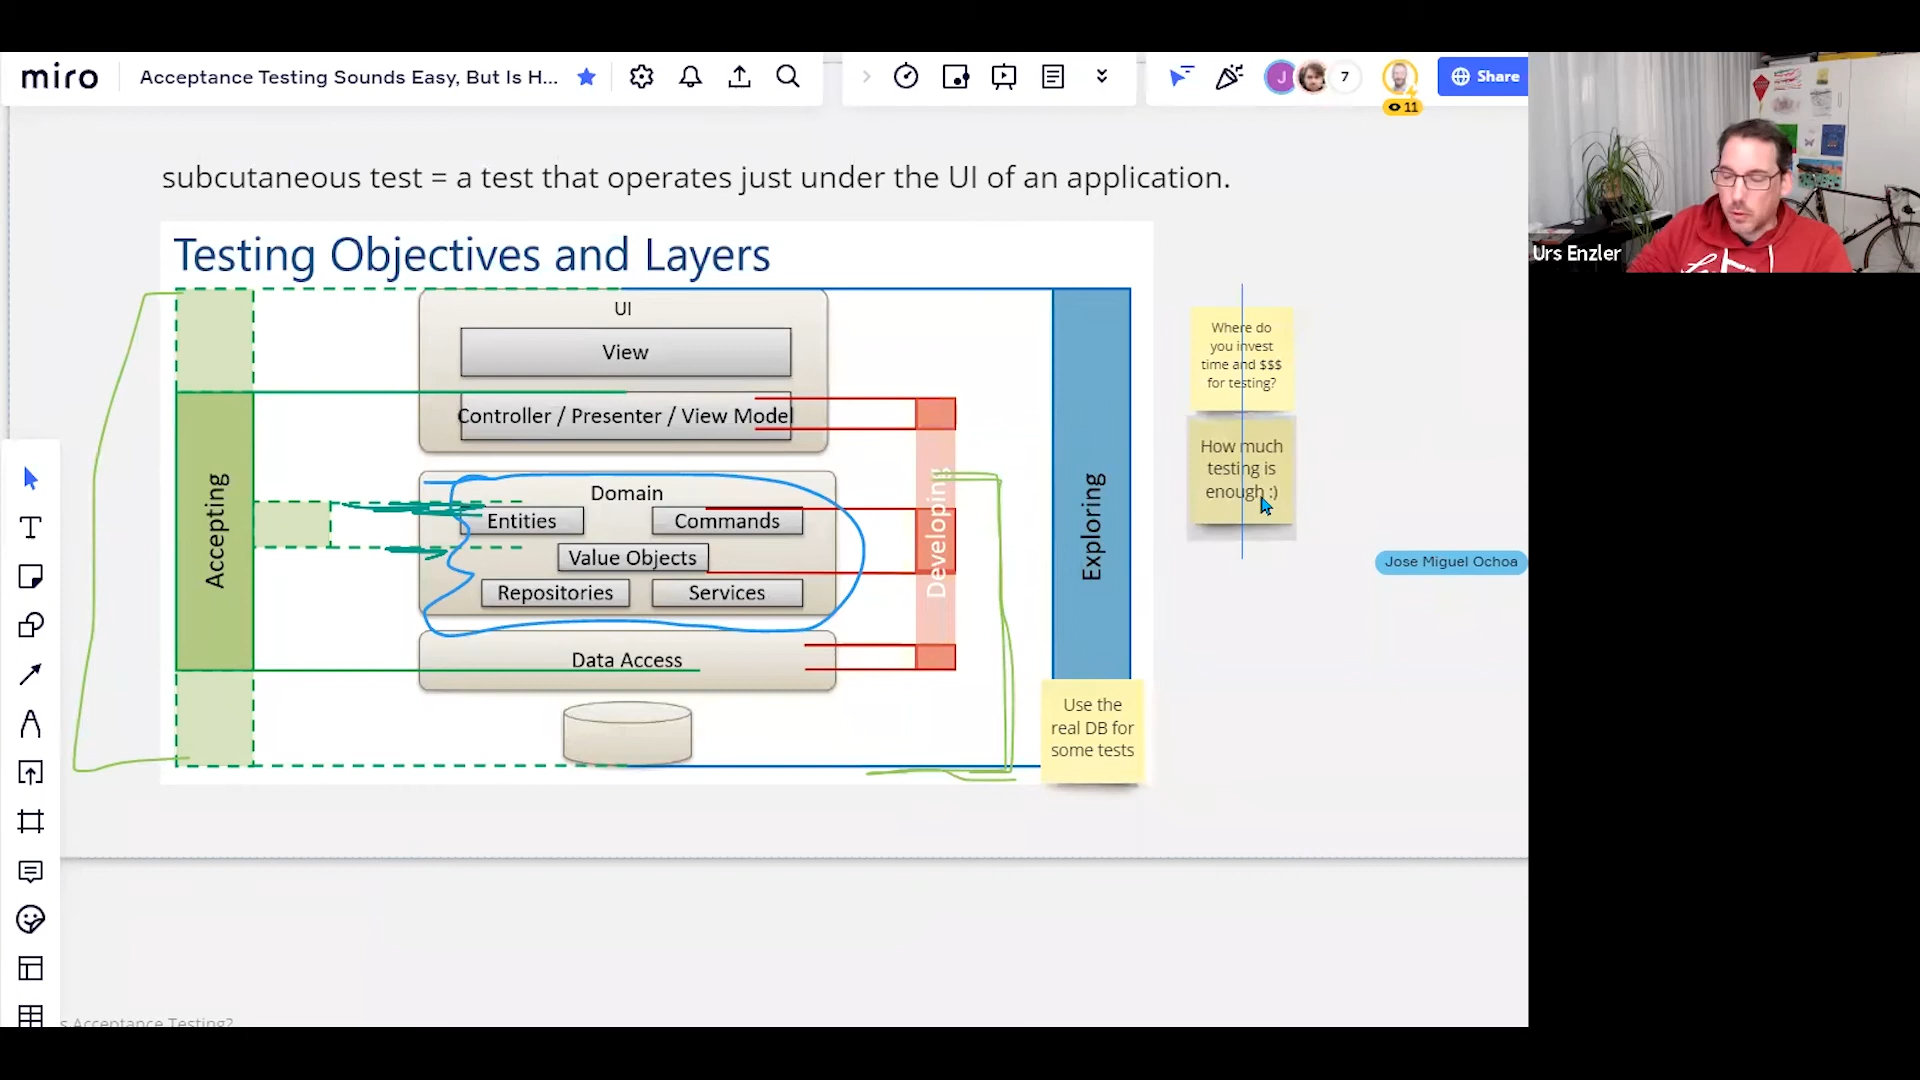 miro
Acceptance Testing Sounds Easy, But Is H...
J
7
11
Share
Urs Enzler
subcutaneous test = a test that operates just under the UI of an application.
Testing Objectives and Layers
UI
View
Controller / Presenter / View Model
Accepting
Domain
Entities
Commands
Value Objects
Repositories
Services
Data Access
Developing
Exploring
Where do
you invest
time and $$$
for testing?
How much
testing is
enough :)
Jose Miguel Ochoa
Use the
real DB for
some tests
s Acceptance Testing?